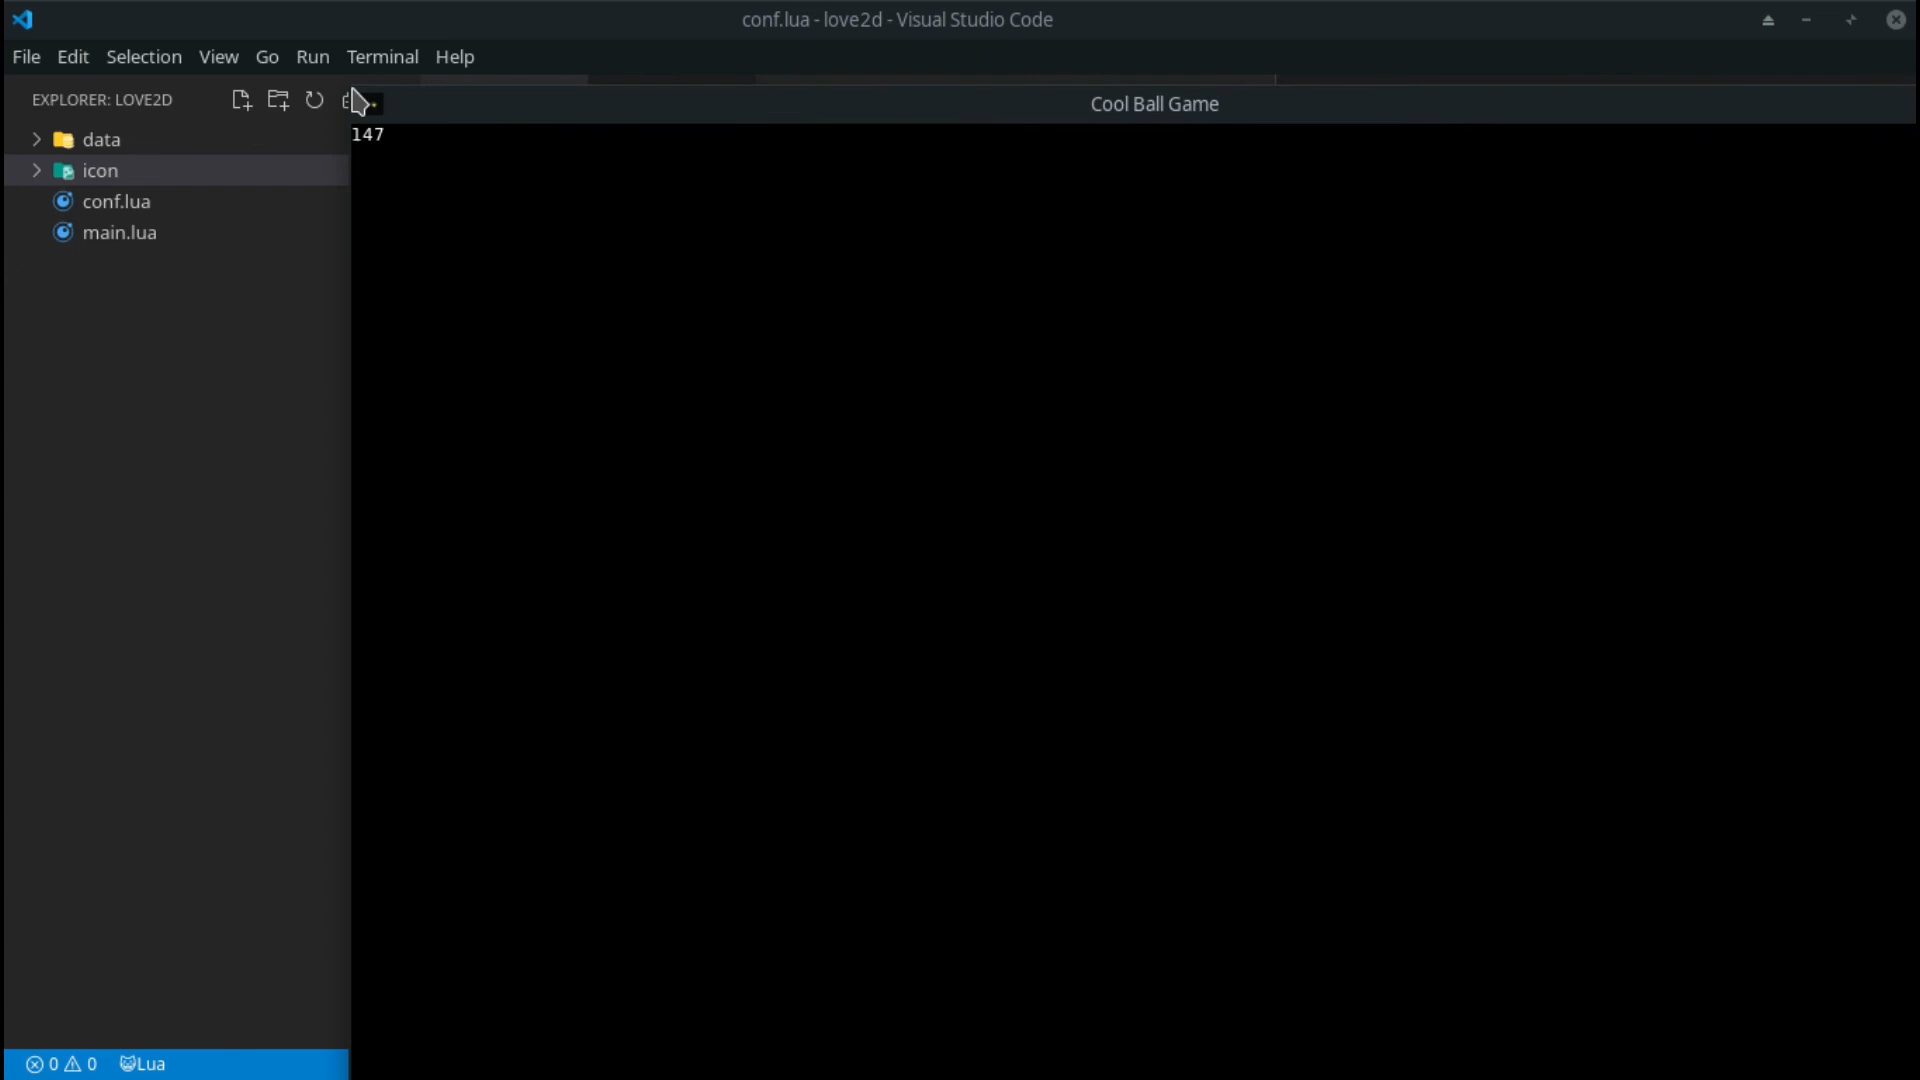 conf.lua - love2d - Visual Studio Code
File Edit Selection View Go Run Terminal Help
EXPLORER: LOVE2D
Cool Ball Game
147
data
icon
conf.lua
main.lua
0 0 Lua